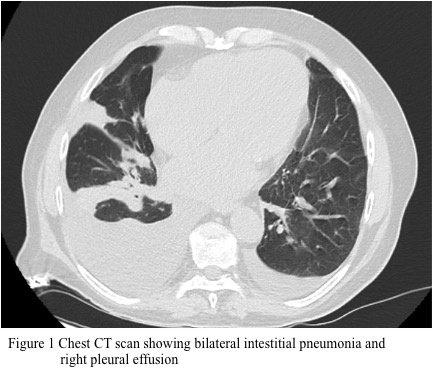 Figure 1 Chest CT scan showing bilateral intestitial pneumonia and
right pleural effusion